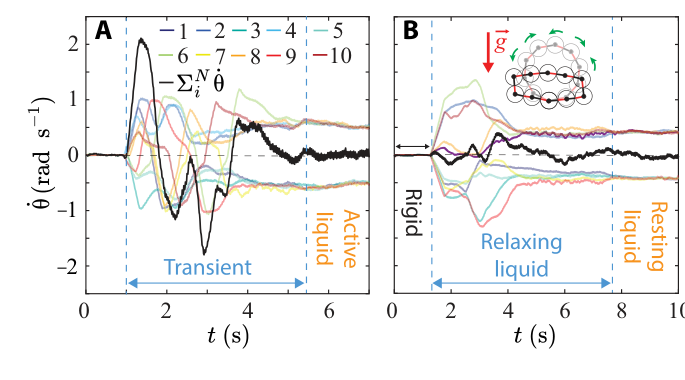 A
1 2 3 4 5
6 7 8 9 10
Σᵢᴺ θ̇
θ̇ (rad s⁻¹)
2
1
0
-1
-2
Transient
Active
liquid
0 2 4 6
t (s)
B
g⃗
Rigid
Relaxing
liquid
Resting
liquid
0 2 4 6 8 10
t (s)